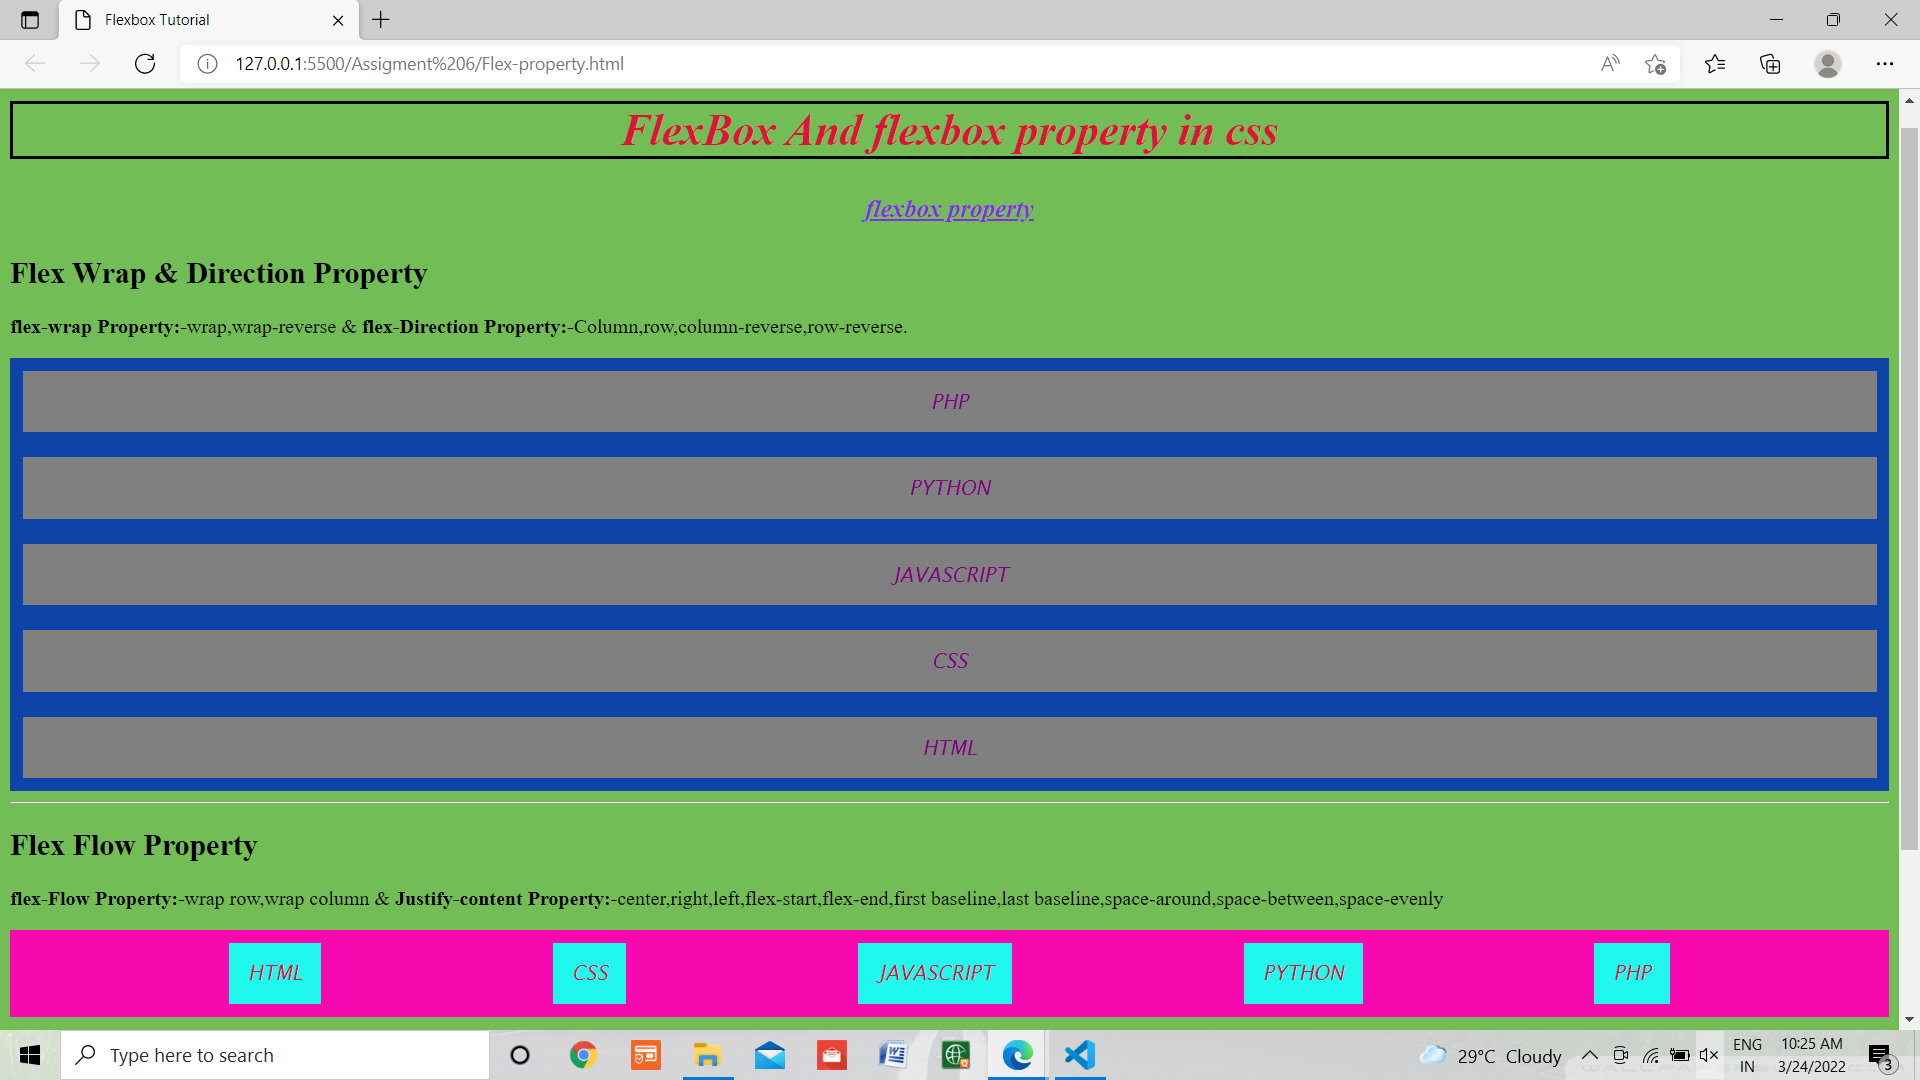 Flexbox Tutorial
127.0.0.1:5500/Assigment%206/Flex-property.html
FlexBox And flexbox property in css
flexbox property
Flex Wrap & Direction Property
flex-wrap Property:-wrap,wrap-reverse & flex-Direction Property:-Column,row,column-reverse,row-reverse.
PHP
PYTHON
JAVASCRIPT
CSS
HTML
Flex Flow Property
flex-Flow Property:-wrap row,wrap column & Justify-content Property:-center,right,left,flex-start,flex-end,first baseline,last baseline,space-around,space-between,space-evenly
HTML CSS JAVASCRIPT PYTHON PHP
Type here to search
29°C Cloudy
ENG
IN
10:25 AM
3/24/2022
3